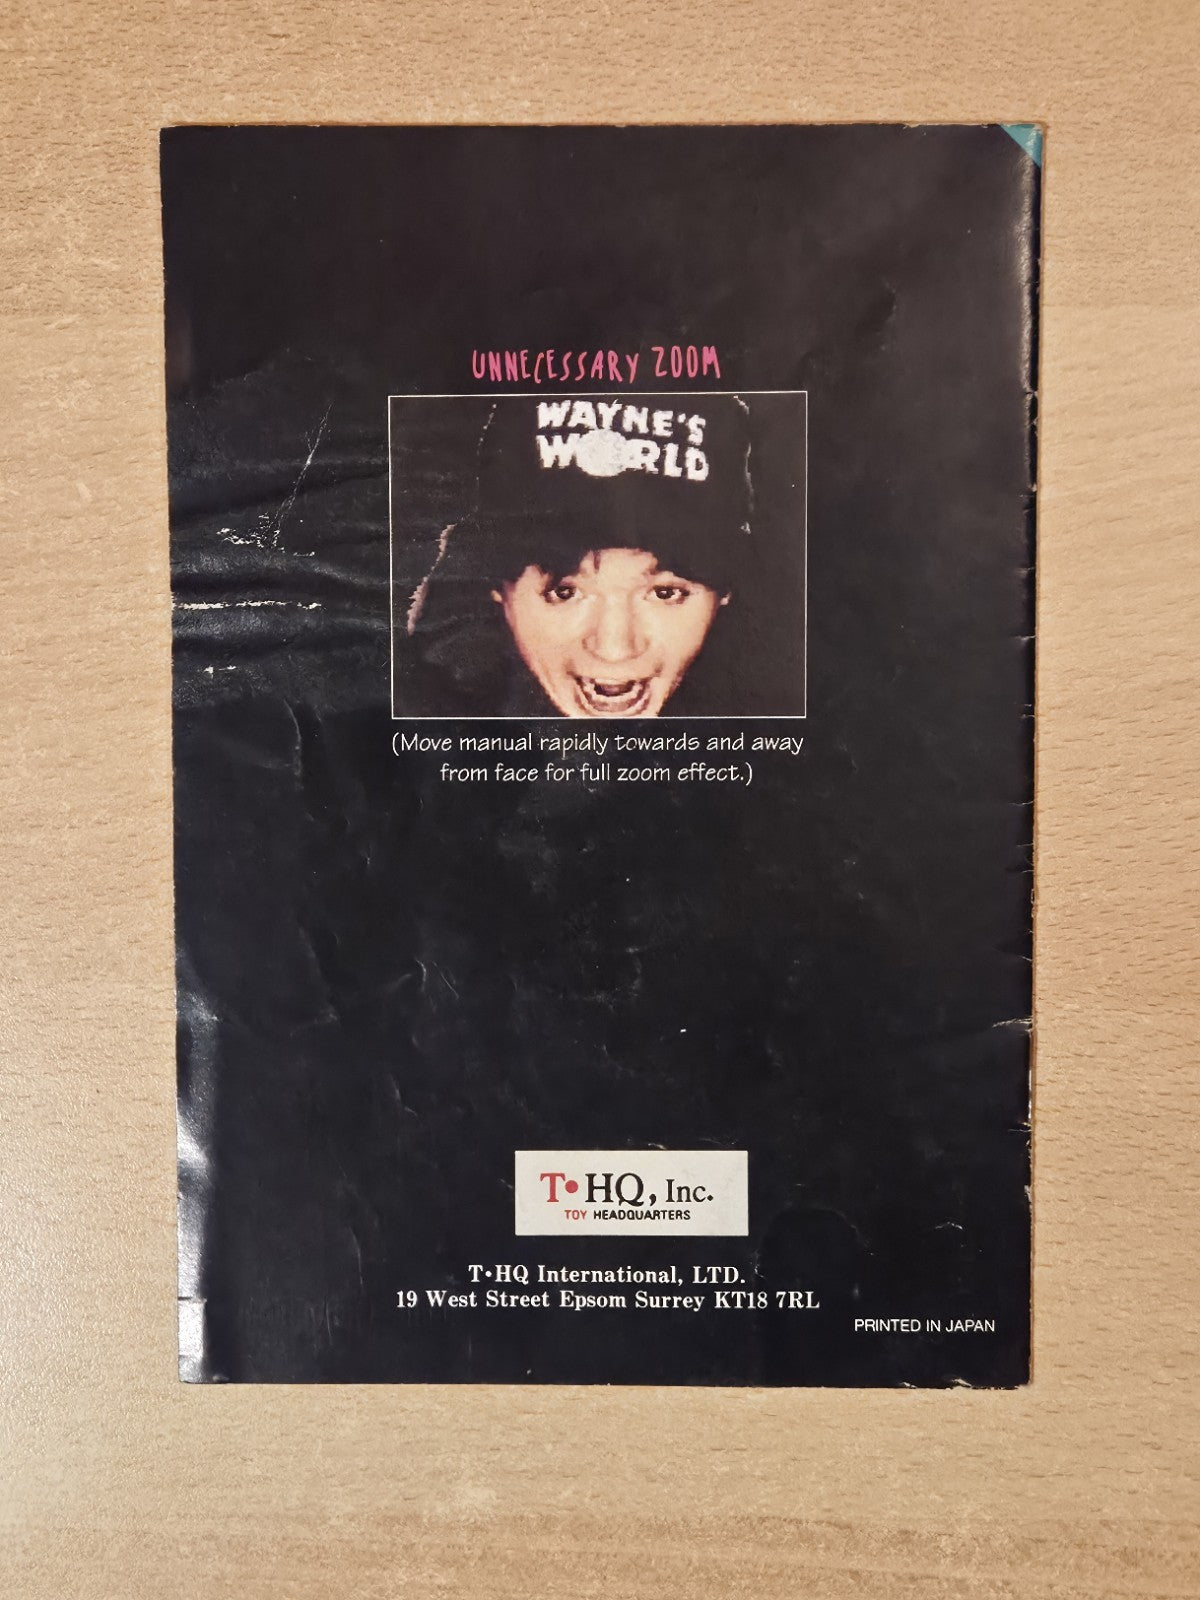 UNNECESSARY ZOOM
WAYNE'S
WORLD
(Move manual rapidly towards and away
from face for full zoom effect.)
T•HQ, Inc.
TOY HEADQUARTERS
T•HQ International, LTD.
19 West Street Epsom Surrey KT18 7RL
PRINTED IN JAPAN